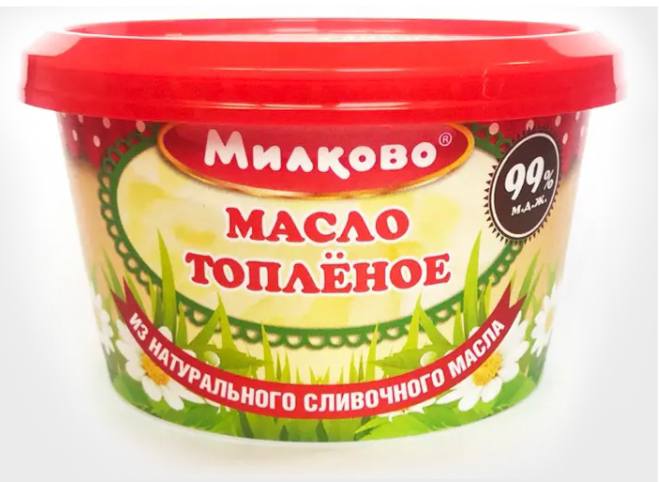 Милково®
99%
м.д.ж.
МАСЛО
ТОПЛЁНОЕ
ИЗ НАТУРАЛЬНОГО СЛИВОЧНОГО МАСЛА